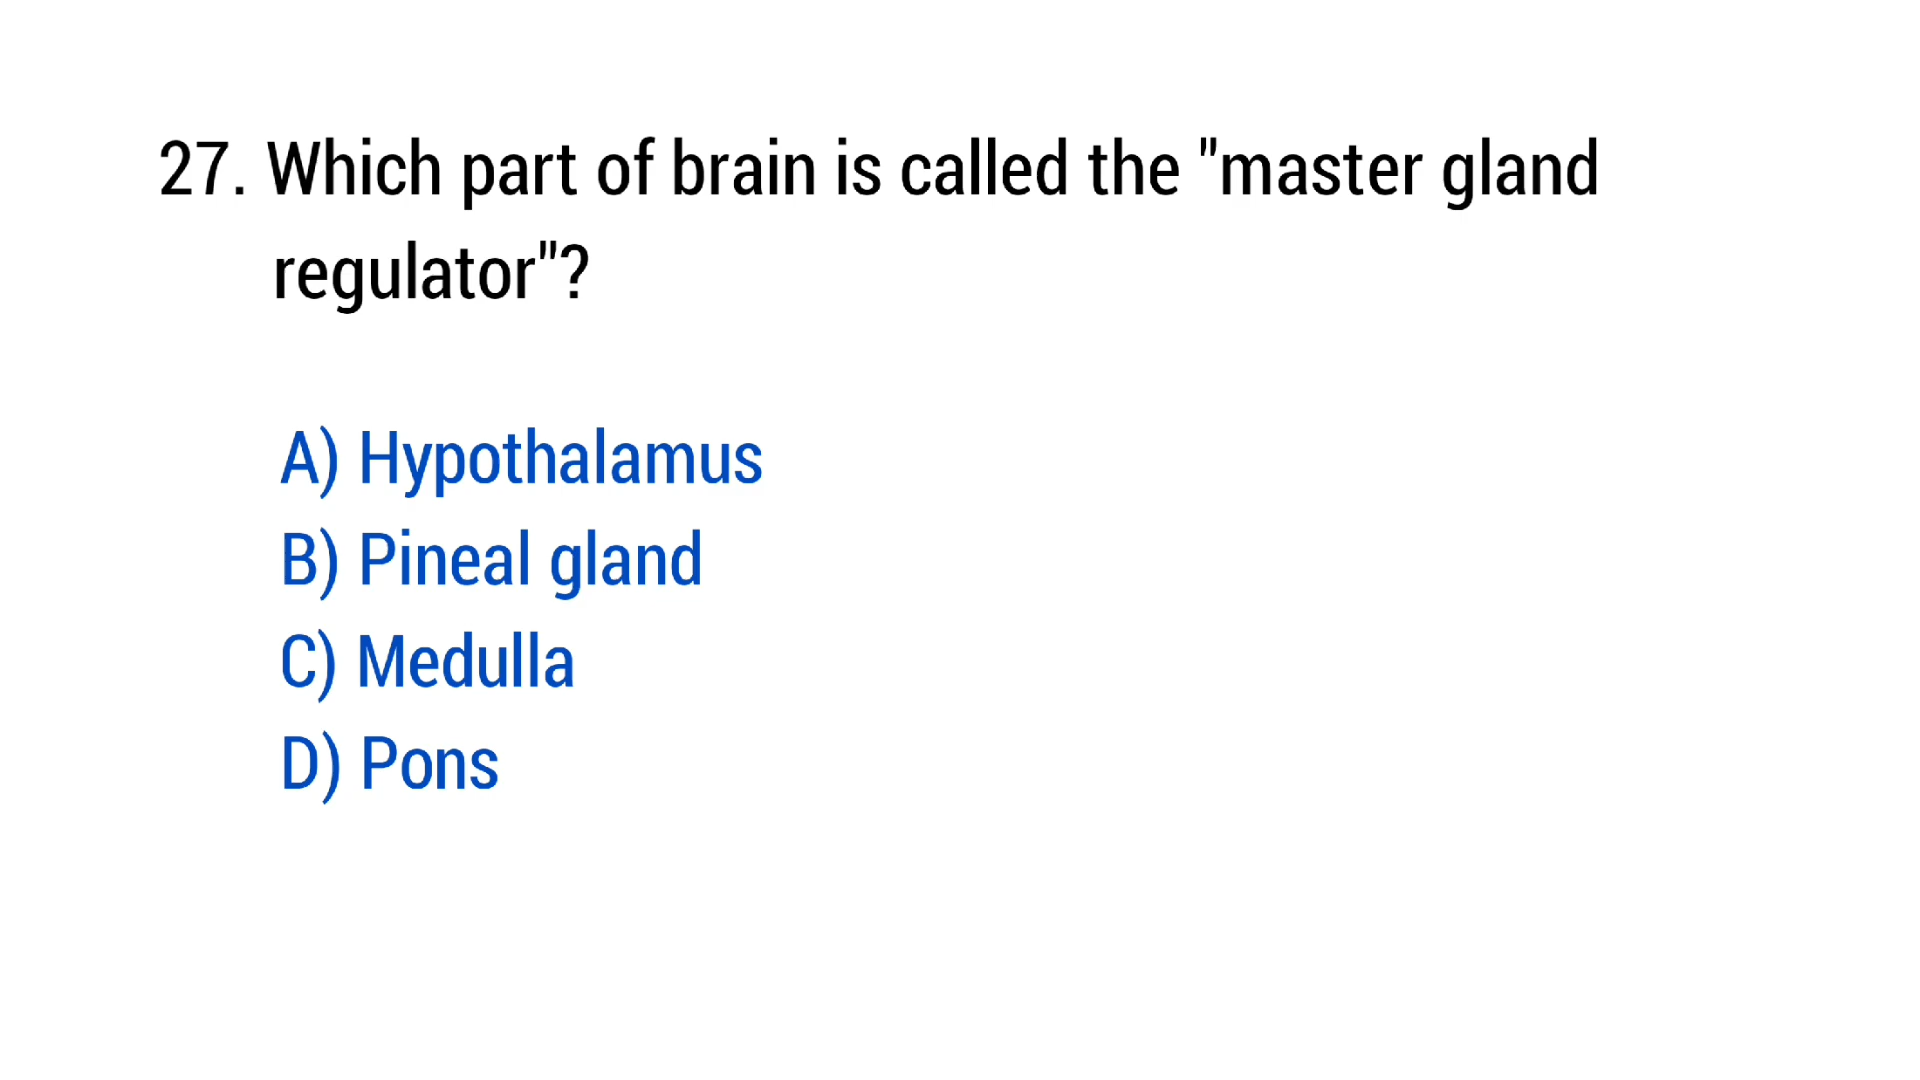 27. Which part of brain is called the "master gland
regulator"?
A) Hypothalamus
B) Pineal gland
C) Medulla
D) Pons